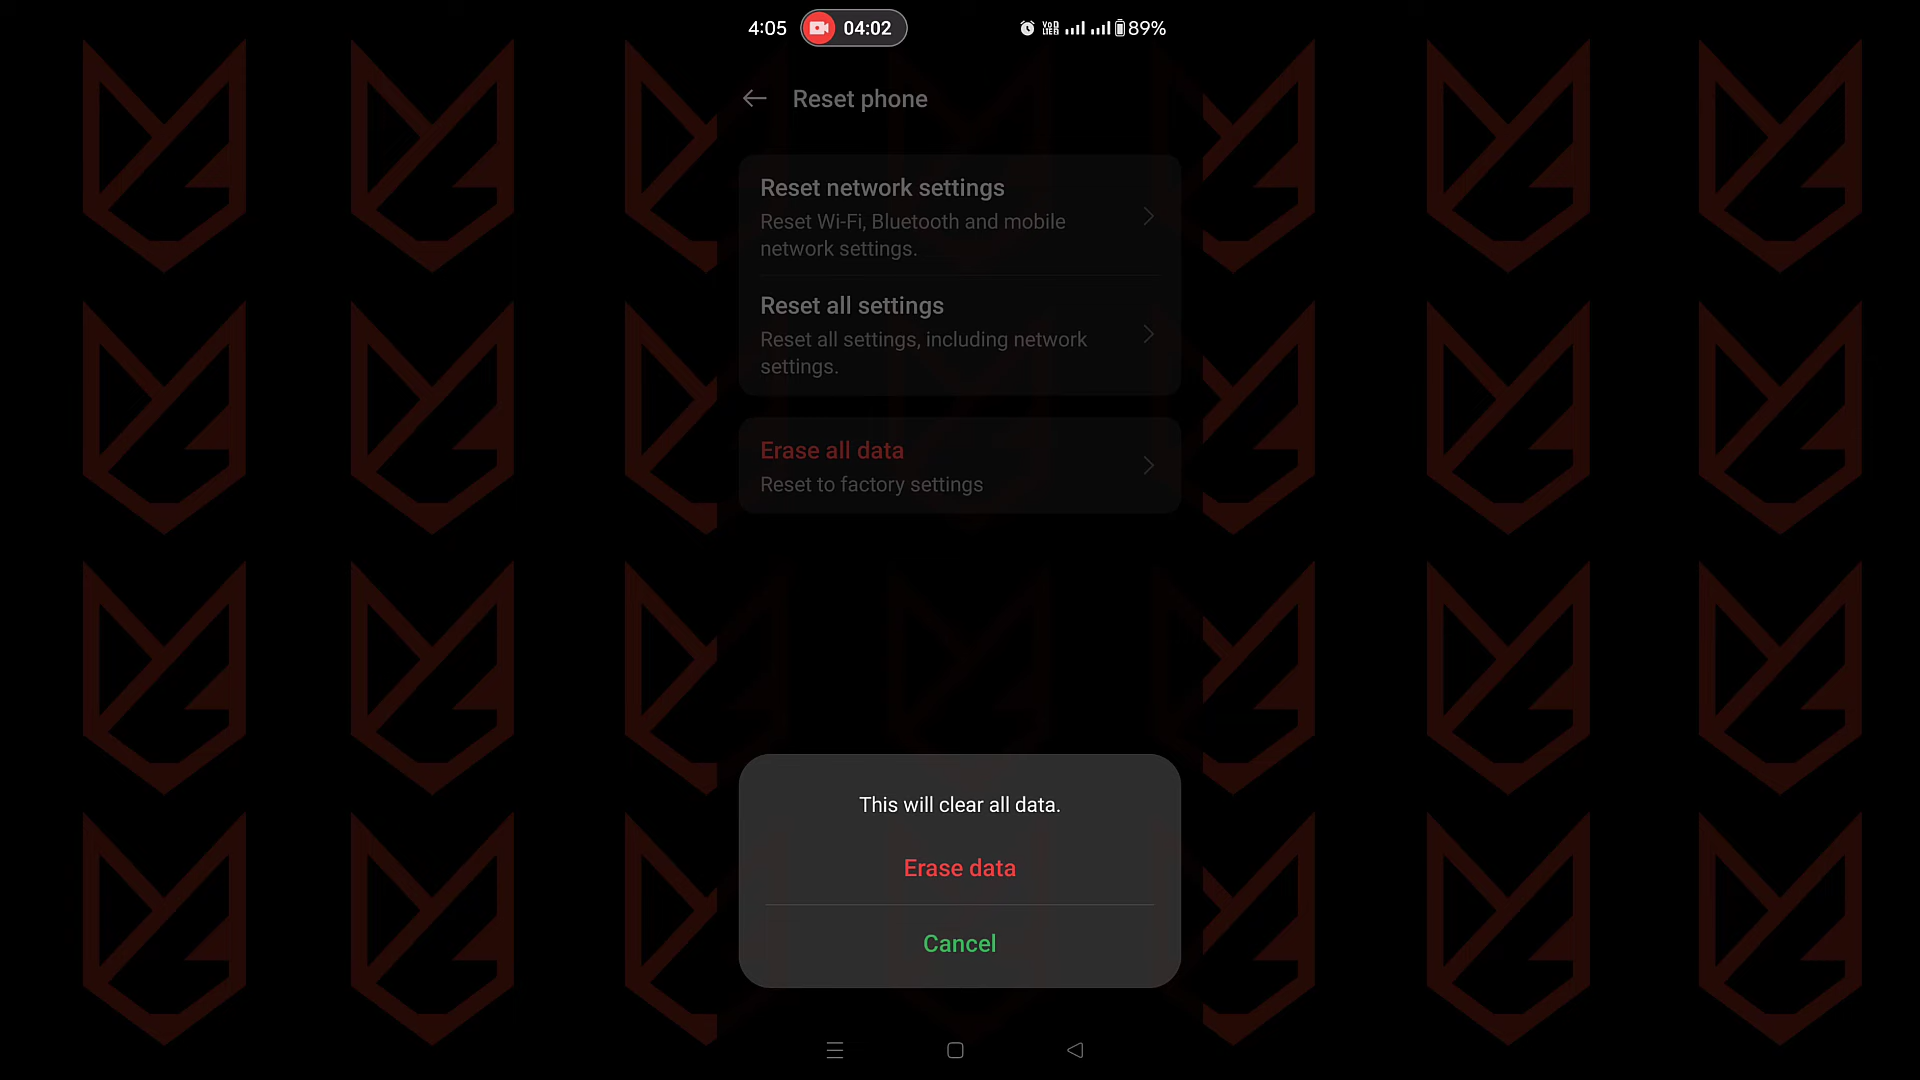 4:05 04:02 89%
Reset phone
Reset network settings
Reset Wi-Fi, Bluetooth and mobile
network settings.
Reset all settings
Reset all settings, including network
settings.
Erase all data
Reset to factory settings
This will clear all data.
Erase data
Cancel